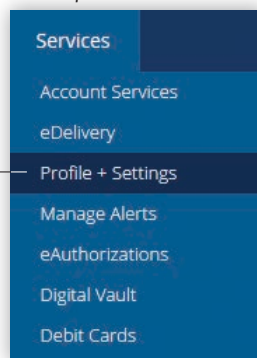 Services
Account Services
eDelivery
Profile + Settings
Manage Alerts
eAuthorizations
Digital Vault
Debit Cards